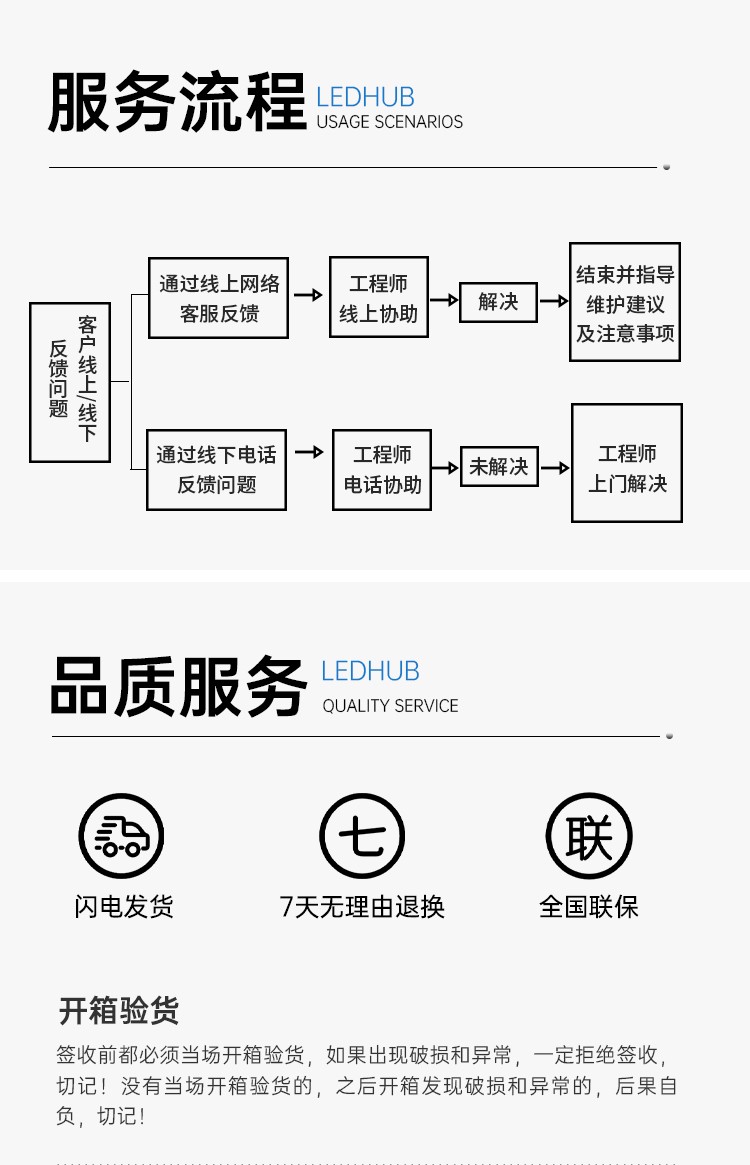 服务流程
LEDHUB
USAGE SCENARIOS
客户线上/线下
反馈问题
通过线上网络
客服反馈
工程师
线上协助
解决
结束并指导
维护建议
及注意事项
通过线下电话
反馈问题
工程师
电话协助
未解决
工程师
上门解决
品质服务
LEDHUB
QUALITY SERVICE
七
联
闪电发货
7天无理由退换
全国联保
开箱验货
签收前都必须当场开箱验货，如果出现破损和异常，一定拒绝签收，
切记！没有当场开箱验货的，之后开箱发现破损和异常的，后果自
负，切记！